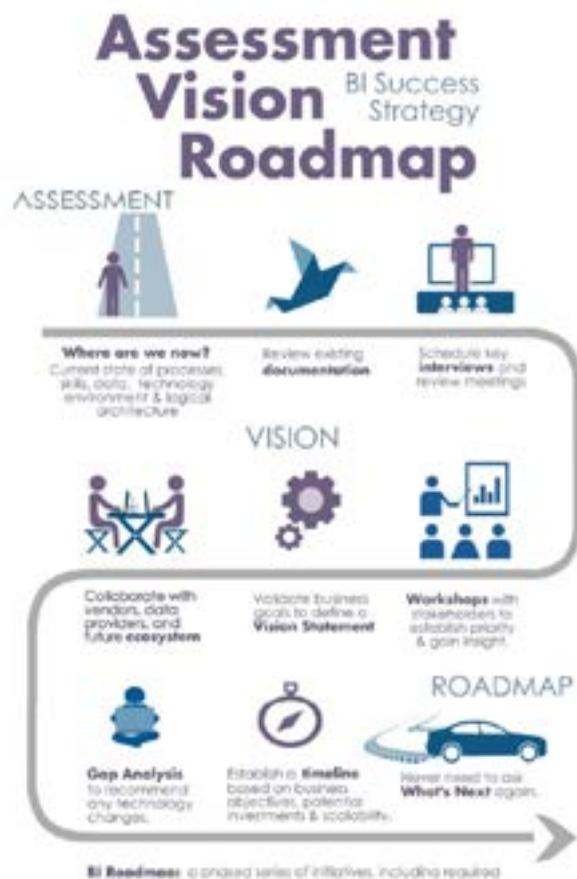 Assessment
Vision
BI Success
Strategy
Roadmap
ASSESSMENT
Where are we now?
Current state of processes,
skills, data, technology
environment & logical
architecture
Review existing
documentation
Schedule key
interviews and
review meetings
VISION
Collaborate with
vendors, data
providers, and
future ecosystem
Validate business
goals to define a
Vision Statement
Workshops with
stakeholders to
establish priority
& gain insight.
ROADMAP
Gap Analysis
to recommend
any technology
changes.
Establish a timeline
based on business
objectives, potential
investments & scalability.
Never need to ask
What's Next again.
BI Roadmap: a phased series of initiatives, including required